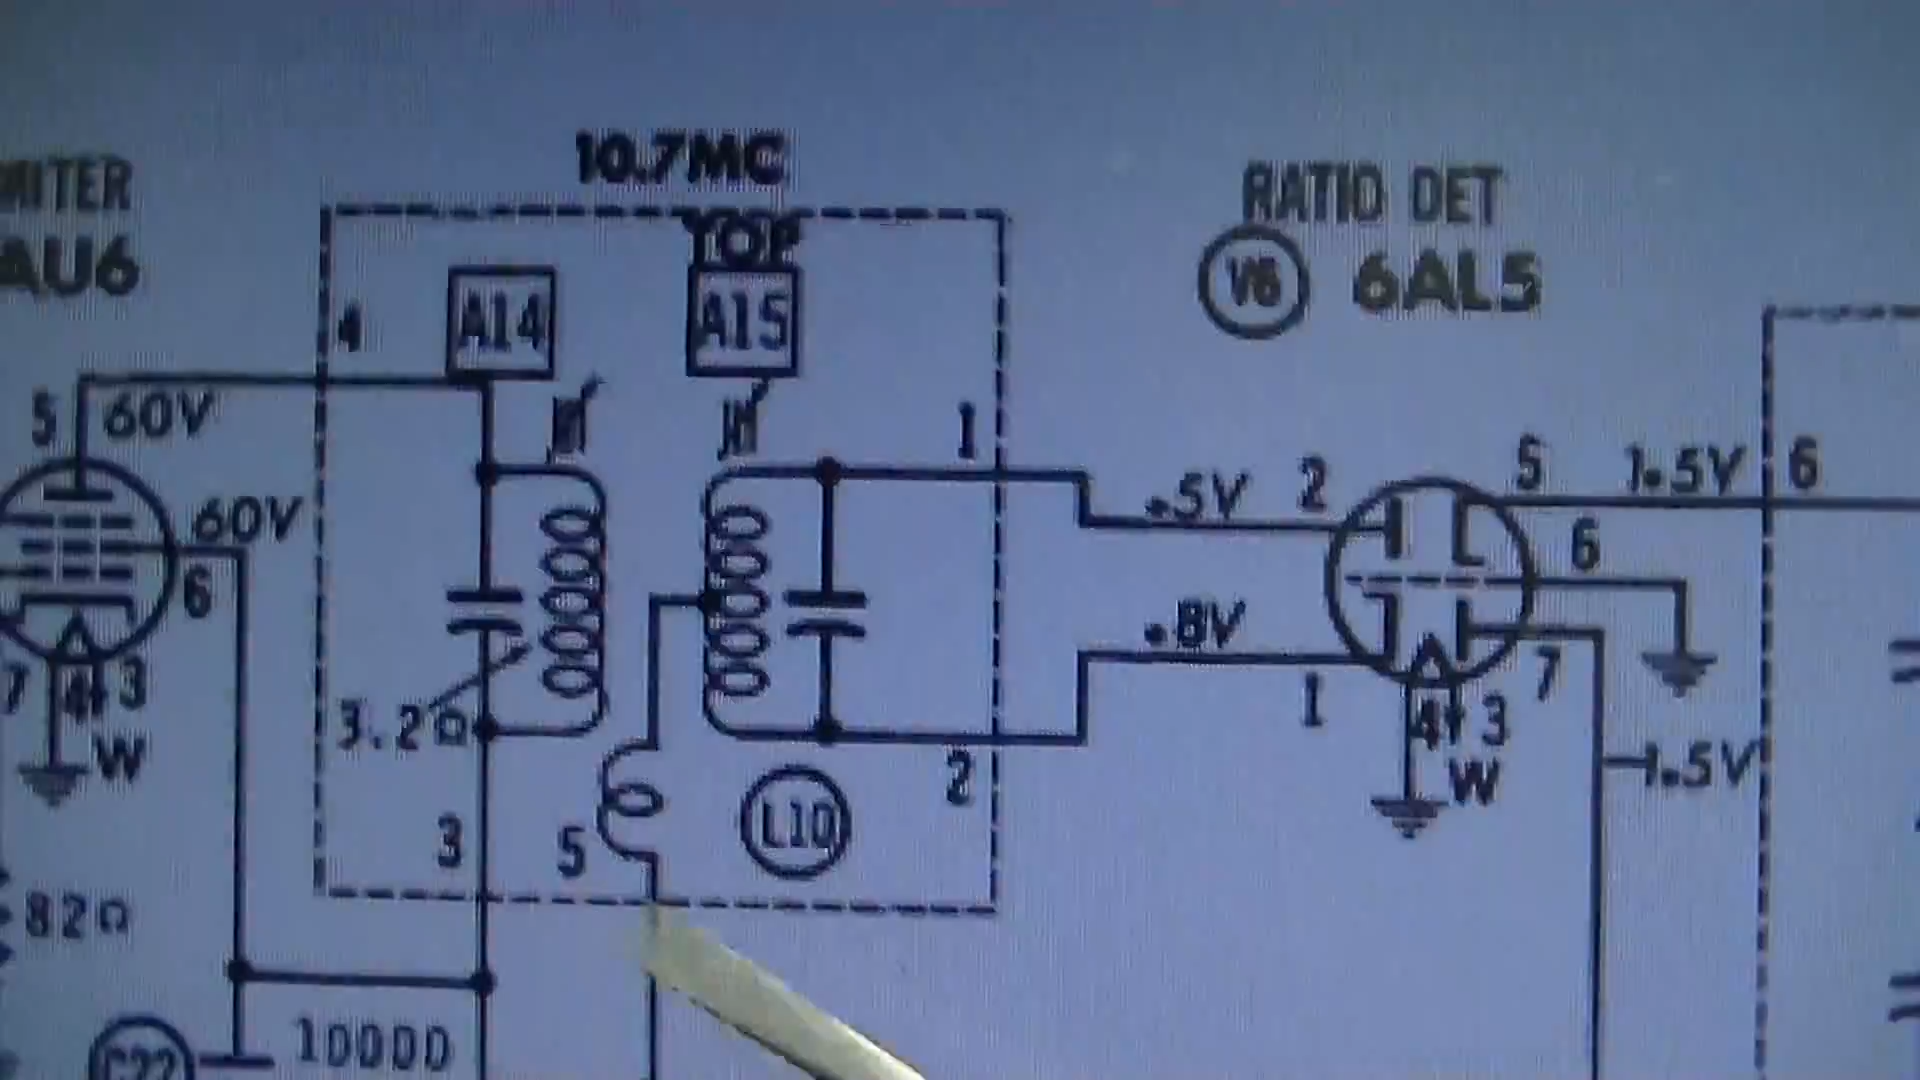 10.7MC
TOP
A14
A15
RATIO DET
V6 6AL5
AU6
4
5 60V
1
60V
6
.5V 2
5 1.5V 6
6
.8V
1
7
7 4 3
W
3.2Ω
4 3
W
-1.5V
2
L10
3
5
82Ω
10000